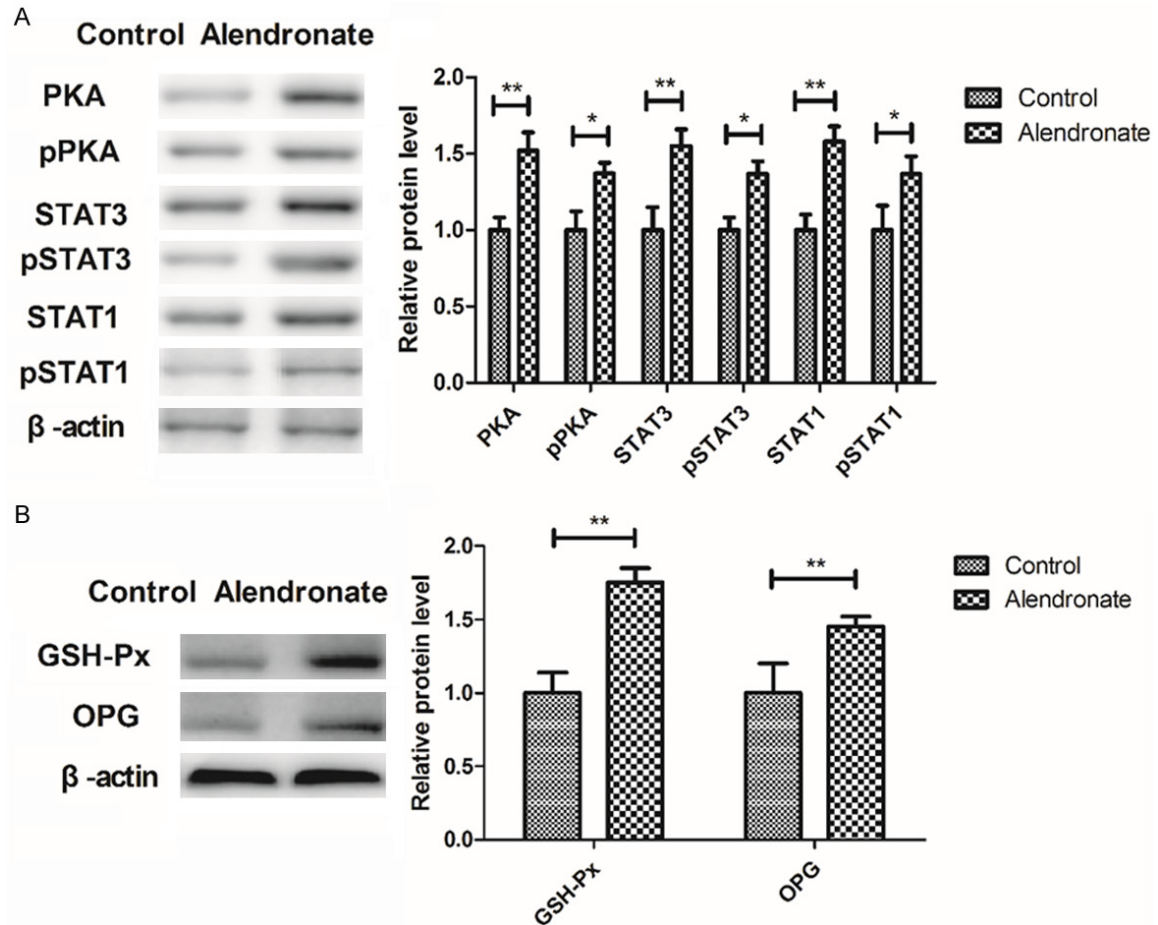 A
Control Alendronate
PKA
pPKA
STAT3
pSTAT3
STAT1
pSTAT1
β -actin
Relative protein level
2.0
1.5
1.0
0.5
0.0
** * ** * ** *
PKA
pPKA
STAT3
pSTAT3
STAT1
pSTAT1
Control
Alendronate
B
Control Alendronate
GSH-Px
OPG
β -actin
Relative protein level
2.0
1.5
1.0
0.5
0.0
** **
GSH-Px
OPG
Control
Alendronate